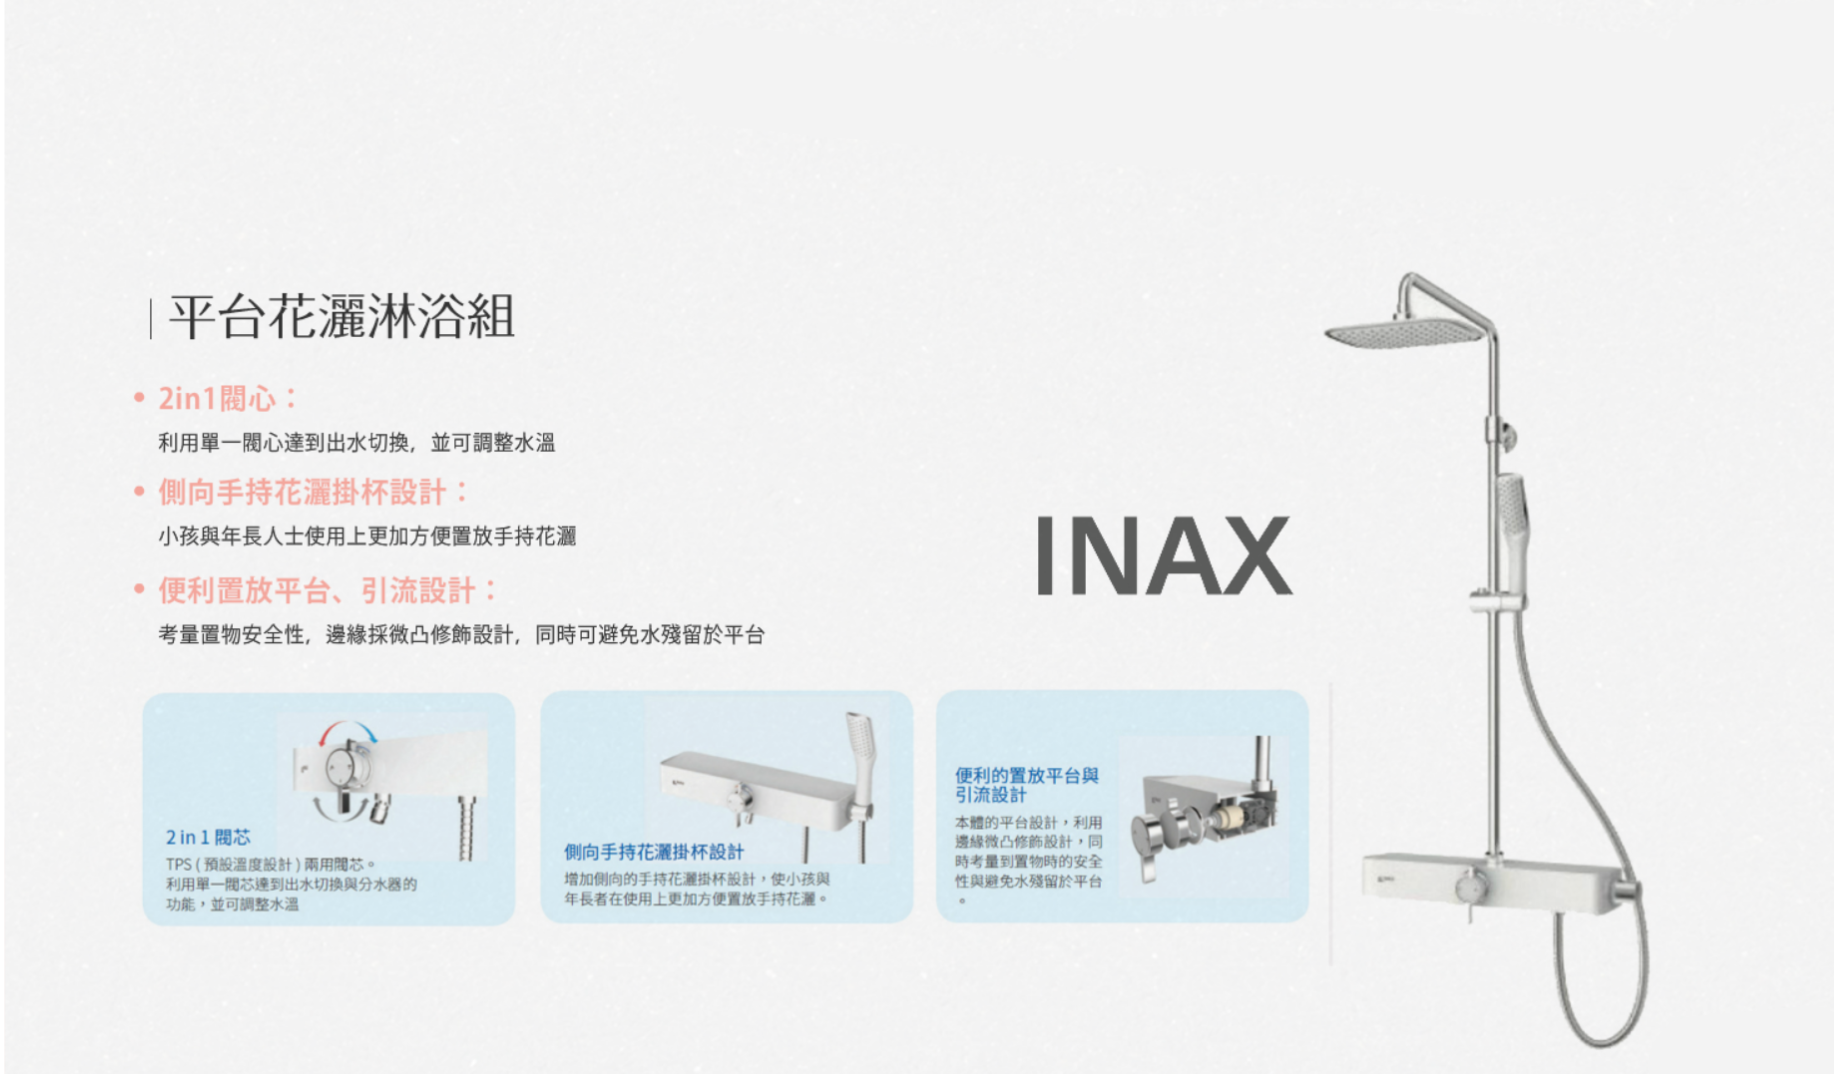 平台花灑淋浴組
• 2in1閥心：
利用單一閥心達到出水切換，並可調整水溫
• 側向手持花灑掛杯設計：
小孩與年長人士使用上更加方便置放手持花灑
• 便利置放平台、引流設計：
考量置物安全性，邊緣採微凸修飾設計，同時可避免水殘留於平台
INAX
2 in 1 閥芯
TPS ( 預設溫度設計 ) 兩用閥芯。
利用單一閥芯達到出水切換與分水器的
功能，並可調整水溫
側向手持花灑掛杯設計
增加側向的手持花灑掛杯設計，使小孩與
年長者在使用上更加方便置放手持花灑。
便利的置放平台與
引流設計
本體的平台設計，利用
邊緣微凸修飾設計，同
時考量到置物時的安全
性與避免水殘留於平台
。